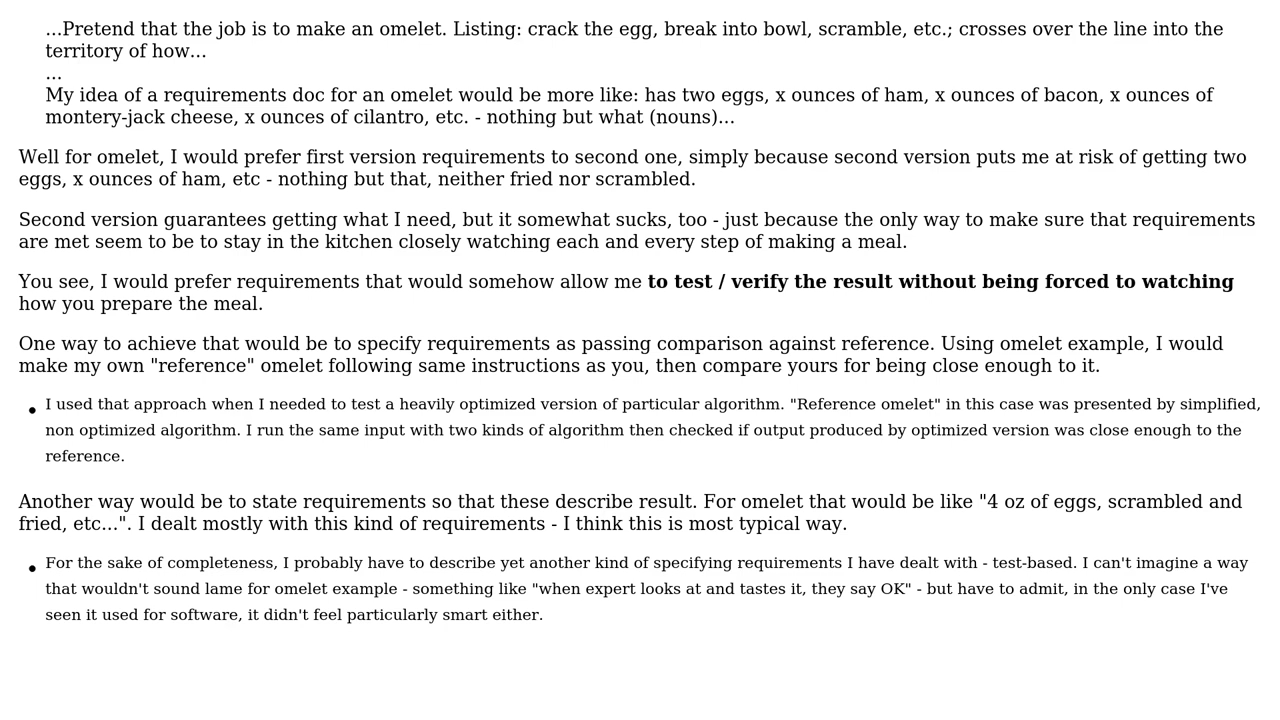 ...Pretend that the job is to make an omelet. Listing: crack the egg, break into bowl, scramble, etc.; crosses over the line into the
territory of how...
...
My idea of a requirements doc for an omelet would be more like: has two eggs, x ounces of ham, x ounces of bacon, x ounces of
montery-jack cheese, x ounces of cilantro, etc. - nothing but what (nouns)...
Well for omelet, I would prefer first version requirements to second one, simply because second version puts me at risk of getting two
eggs, x ounces of ham, etc - nothing but that, neither fried nor scrambled.
Second version guarantees getting what I need, but it somewhat sucks, too - just because the only way to make sure that requirements
are met seem to be to stay in the kitchen closely watching each and every step of making a meal.
You see, I would prefer requirements that would somehow allow me to test / verify the result without being forced to watching
how you prepare the meal.
One way to achieve that would be to specify requirements as passing comparison against reference. Using omelet example, I would
make my own "reference" omelet following same instructions as you, then compare yours for being close enough to it.
• I used that approach when I needed to test a heavily optimized version of particular algorithm. "Reference omelet" in this case was presented by simplified,
non optimized algorithm. I run the same input with two kinds of algorithm then checked if output produced by optimized version was close enough to the
reference.
Another way would be to state requirements so that these describe result. For omelet that would be like "4 oz of eggs, scrambled and
fried, etc...". I dealt mostly with this kind of requirements - I think this is most typical way.
• For the sake of completeness, I probably have to describe yet another kind of specifying requirements I have dealt with - test-based. I can't imagine a way
that wouldn't sound lame for omelet example - something like "when expert looks at and tastes it, they say OK" - but have to admit, in the only case I've
seen it used for software, it didn't feel particularly smart either.